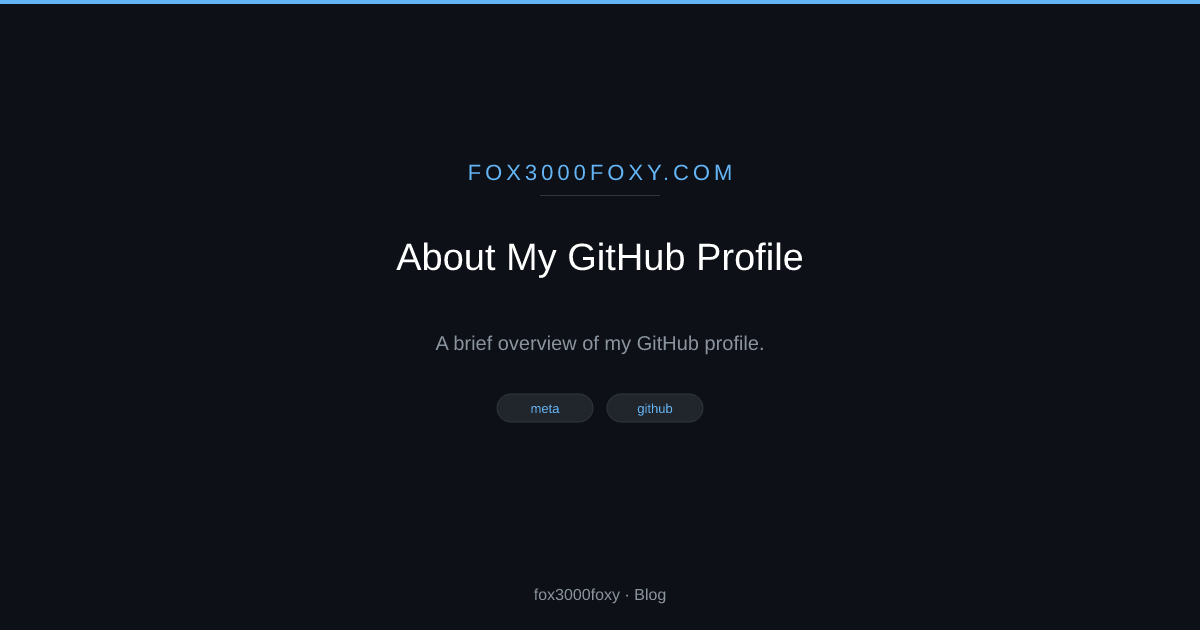 FOX3000FOXY.COM
About My GitHub Profile
A brief overview of my GitHub profile.
meta github
fox3000foxy · Blog